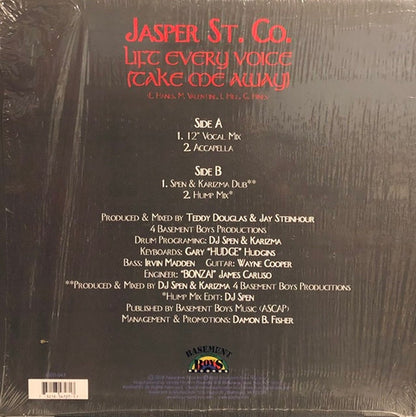 Jasper St. Co.
Lift Every Voice
(Take Me Away)
E. Hanks, M. Valentine, L. Hill, G. Hines
Side A
1. 12" Vocal Mix
2. Accapella
Side B
1. Spen & Karizma Dub**
2. Hump Mix*
Produced & Mixed by Teddy Douglas & Jay Steinhour
4 Basement Boys Productions
Drum Programing: DJ Spen & Karizma
Keyboards: Gary "HUDGE" Hudgins
Bass: Irvin Madden Guitar: Wayne Cooper
Engineer: "BONZAI" James Caruso
**Produced & Mixed by DJ Spen & Karizma 4 Basement Boys Productions
*Hump Mix Edit: DJ Spen
Published by Basement Boys Music (ASCAP)
Management & Promotions: Damon B. Fisher
BASEMENT
BOYS